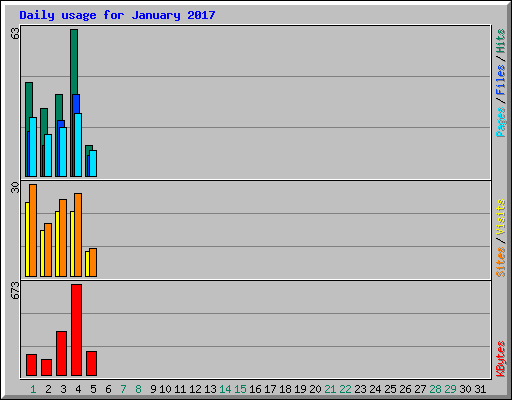 Daily usage for January 2017
63
Pages / Files / Hits
30
Sites / Visits
673
KBytes
1 2 3 4 5 6 7 8 9 10 11 12 13 14 15 16 17 18 19 20 21 22 23 24 25 26 27 28 29 30 31